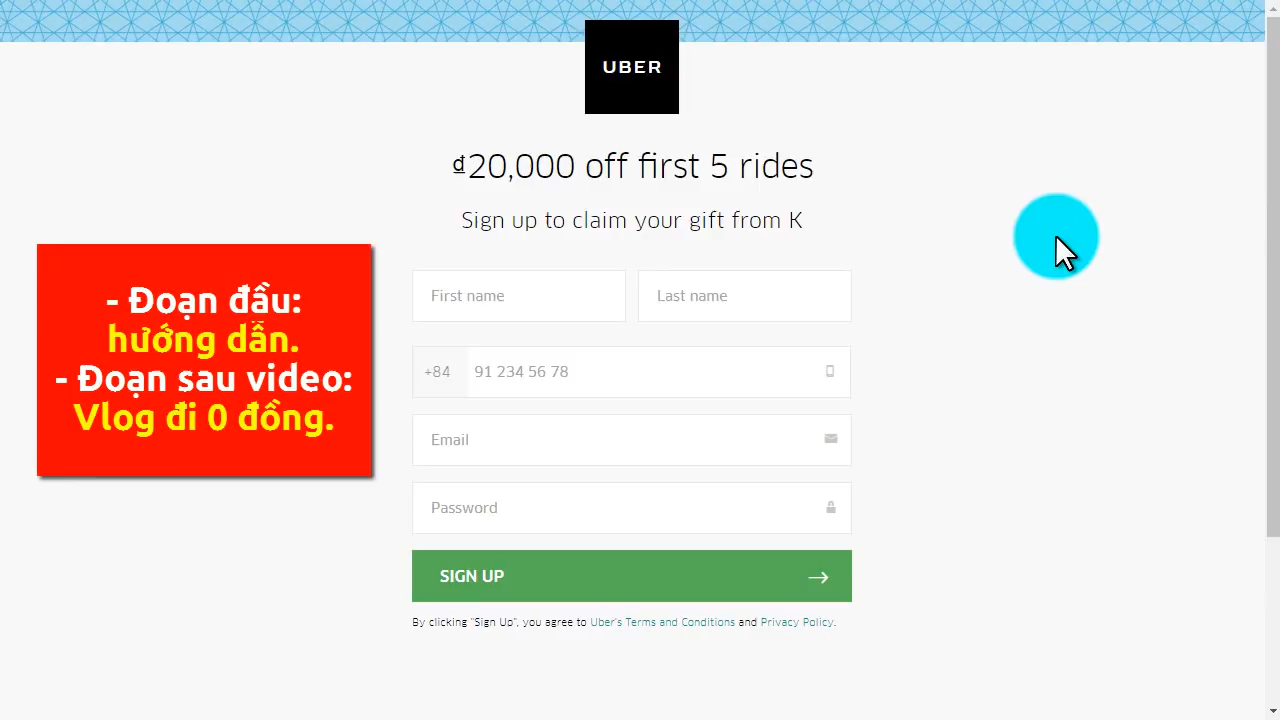 UBER
₫20,000 off first 5 rides
Sign up to claim your gift from K
- Đoạn đầu:
hướng dẫn.
- Đoạn sau video:
Vlog đi 0 đồng.
First name
Last name
+84
91 234 56 78
Email
Password
SIGN UP
By clicking "Sign Up", you agree to Uber's Terms and Conditions and Privacy Policy.